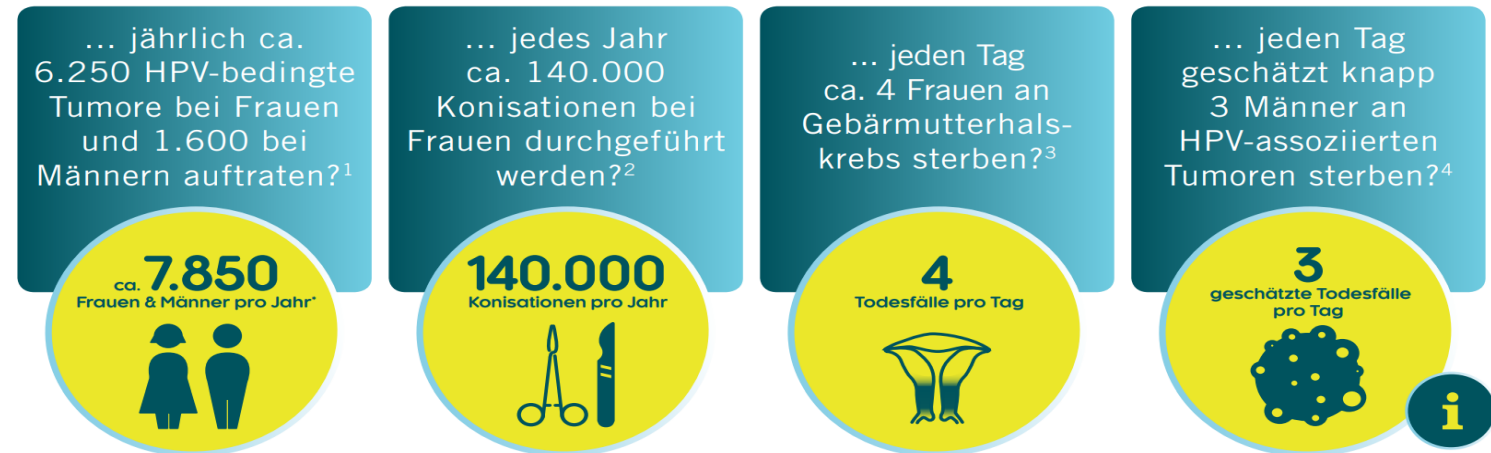 ... jährlich ca.
6.250 HPV-bedingte
Tumore bei Frauen
und 1.600 bei
Männern auftraten?¹
ca. 7.850
Frauen & Männer pro Jahr*
... jedes Jahr
ca. 140.000
Konisationen bei
Frauen durchgeführt
werden?²
140.000
Konisationen pro Jahr
... jeden Tag
ca. 4 Frauen an
Gebärmutterhals-
krebs sterben?³
4
Todesfälle pro Tag
... jeden Tag
geschätzt knapp
3 Männer an
HPV-assoziierten
Tumoren sterben?⁴
3
geschätzte Todesfälle
pro Tag
i